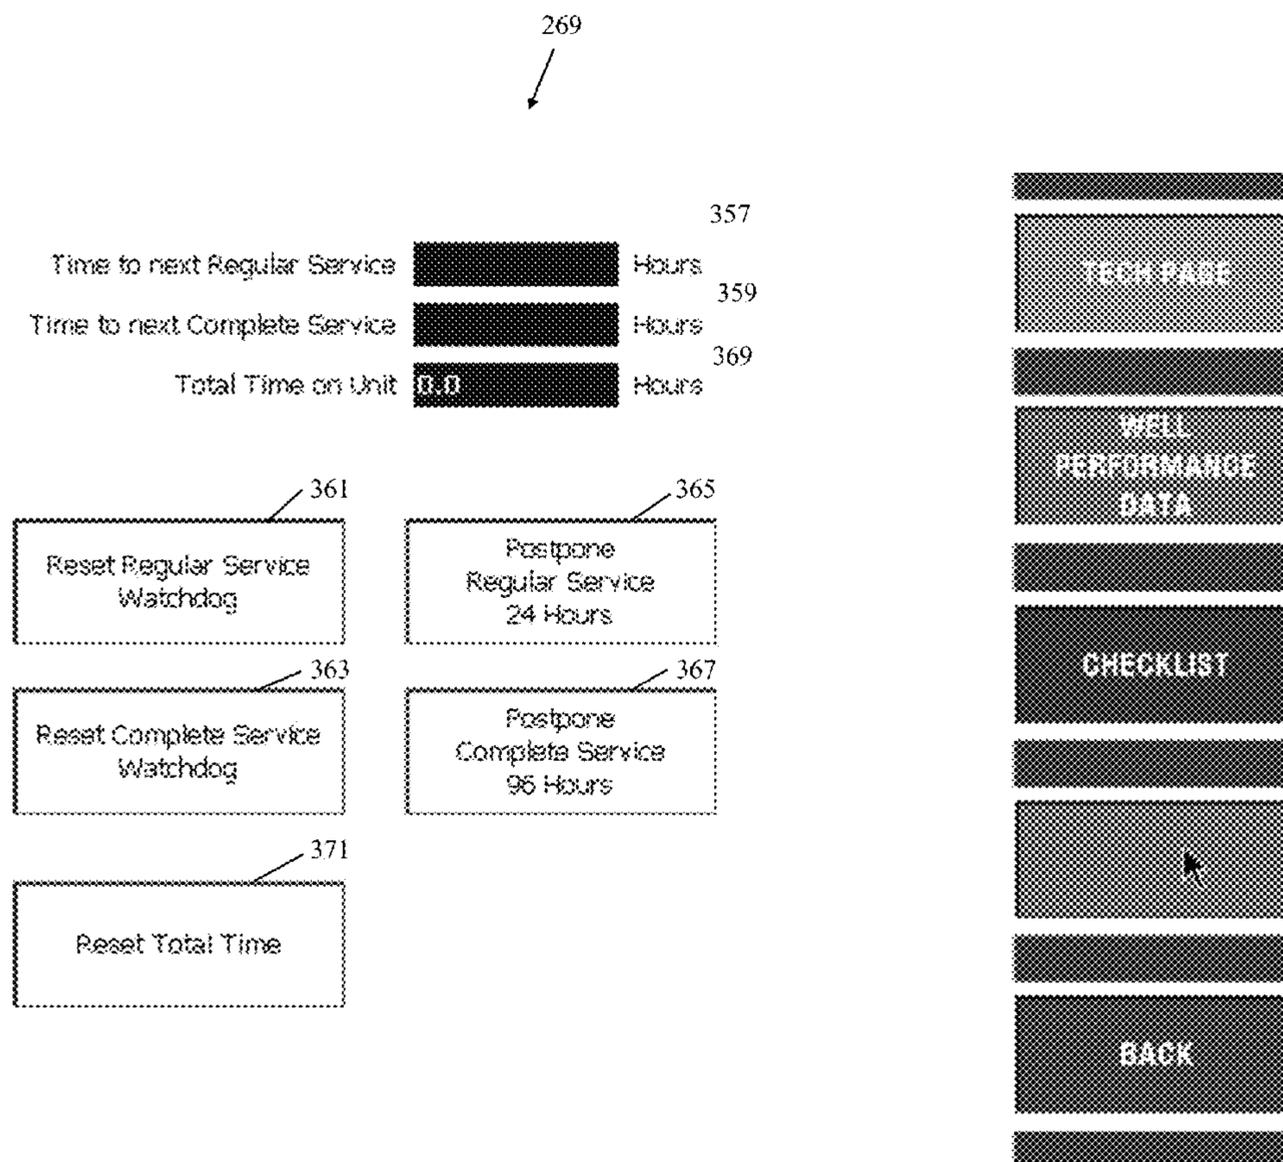 269
357
Time to next Regular Service Hours
359
Time to next Complete Service Hours
369
Total Time on Unit 0.0 Hours
361
Reset Regular Service
Watchdog
365
Postpone
Regular Service
24 Hours
363
Reset Complete Service
Watchdog
367
Postpone
Complete Service
96 Hours
371
Reset Total Time
TECH PAGE
WELL
PERFORMANCE
DATA
CHECKLIST
BACK